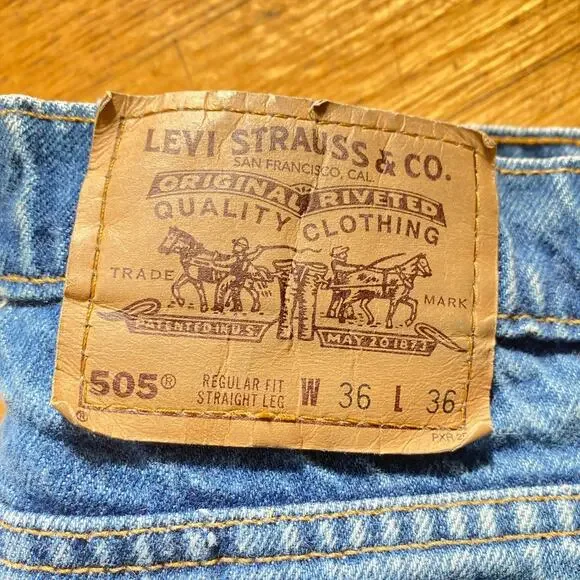 LEVI STRAUSS & CO.
SAN FRANCISCO, CAL.
ORIGINAL RIVETED
QUALITY CLOTHING
TRADE MARK
PATENTED IN U.S. MAY 20 1873
505® REGULAR FIT STRAIGHT LEG W 36 L 36
®